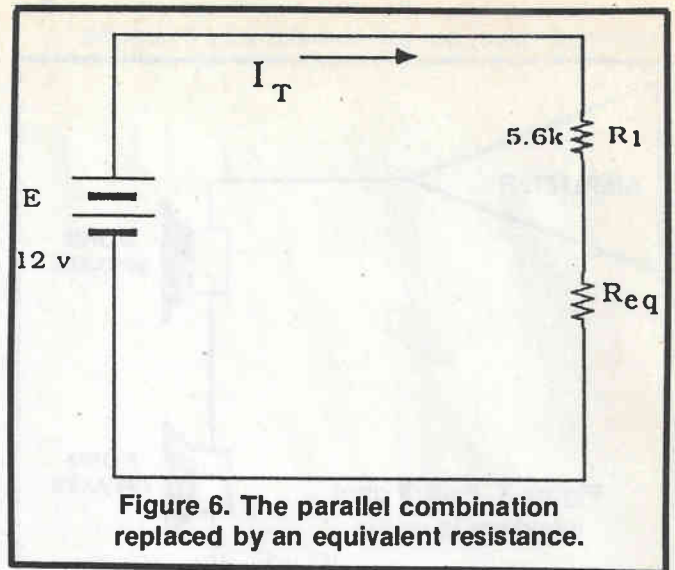 I T
5.6k R1
E
12 v
Req
Figure 6. The parallel combination
replaced by an equivalent resistance.